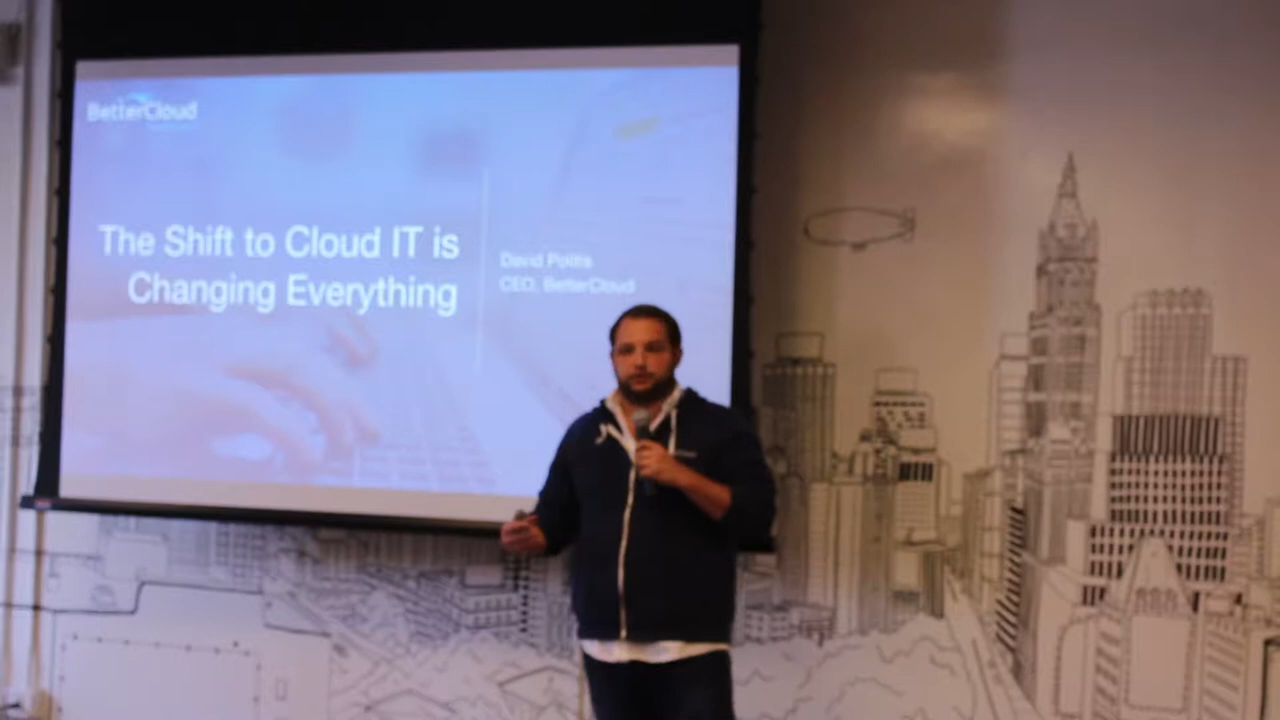 BetterCloud
The Shift to Cloud IT is
Changing Everything
David Politis
CEO, BetterCloud